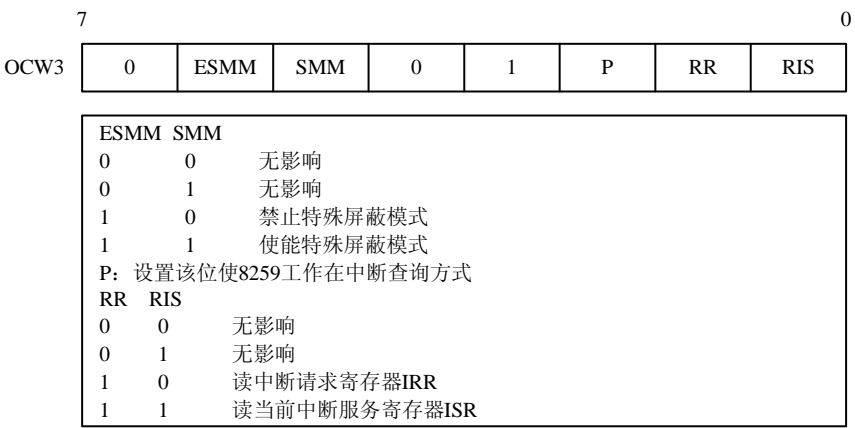 7 0
OCW3 0 ESMM SMM 0 1 P RR RIS
ESMM SMM
0 0 无影响
0 1 无影响
1 0 禁止特殊屏蔽模式
1 1 使能特殊屏蔽模式
P：设置该位使8259工作在中断查询方式
RR RIS
0 0 无影响
0 1 无影响
1 0 读中断请求寄存器IRR
1 1 读当前中断服务寄存器ISR